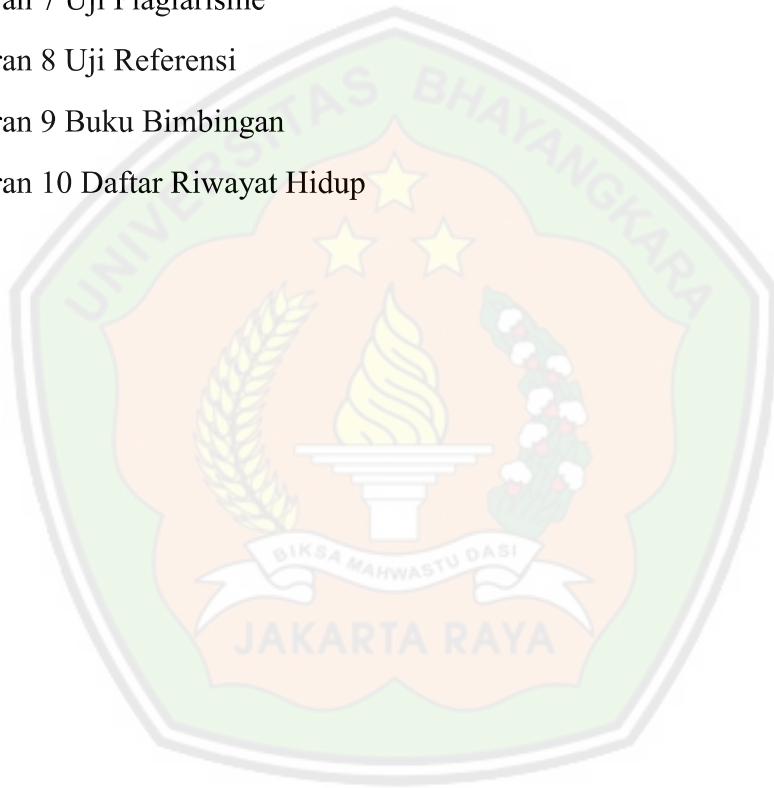 ran 7 Uji Plagiarisme
ran 8 Uji Referensi
ran 9 Buku Bimbingan
ran 10 Daftar Riwayat Hidup
UNIVERSITAS BHAYANGKARA
BIKSA MAHWASTU DASI
JAKARTA RAYA